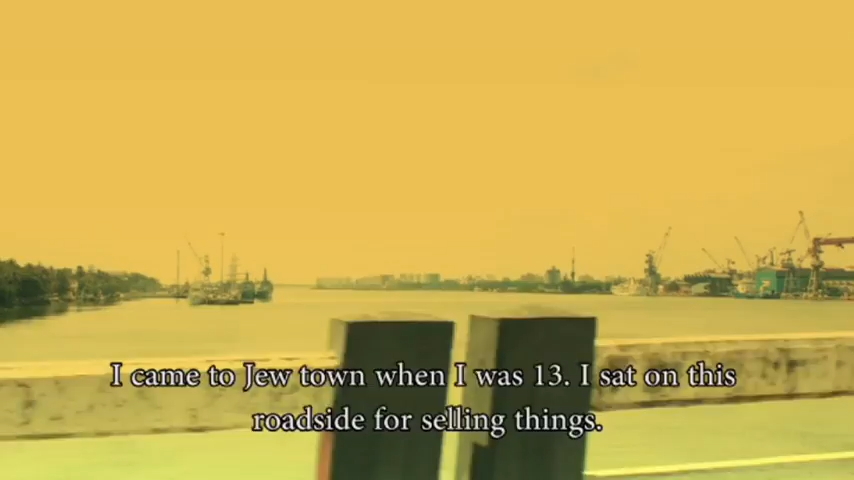 I came to Jew town when I was 13. I sat on this
roadside for selling things.